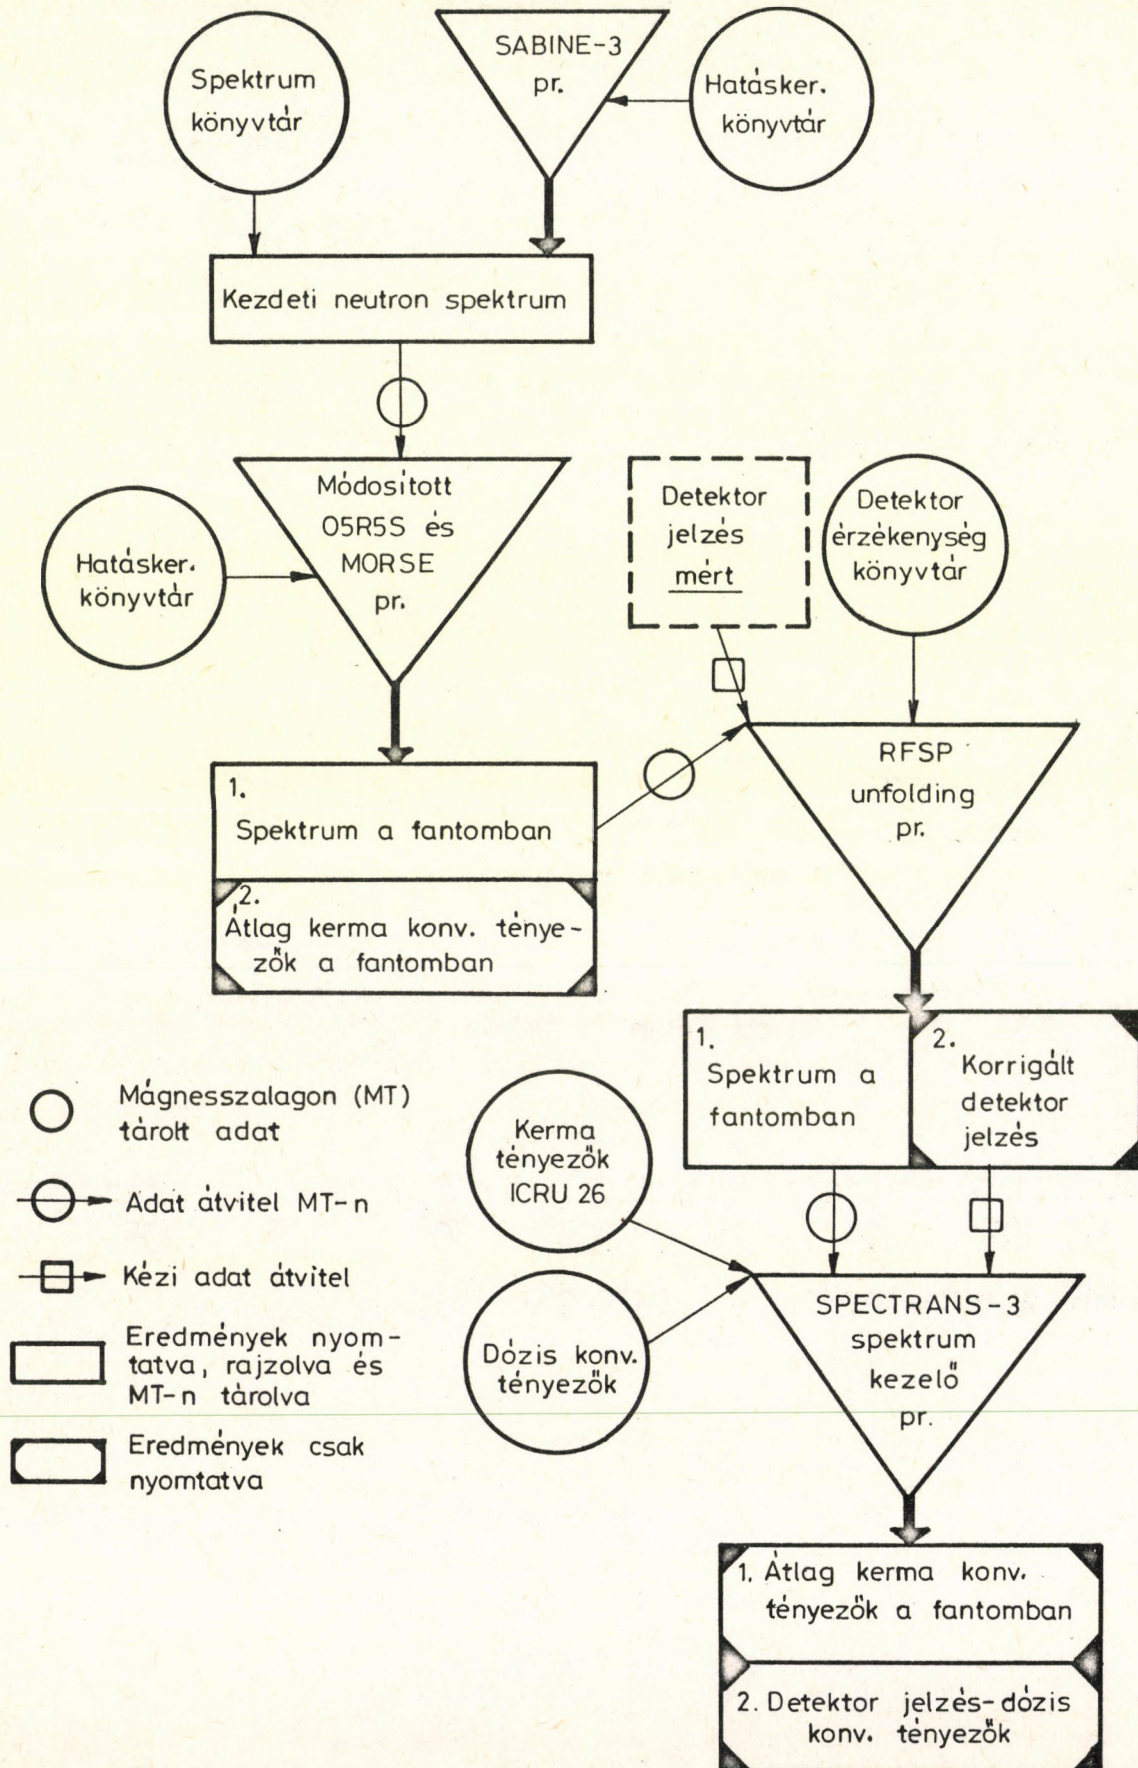 Spektrum
könyvtár
SABINE-3
pr.
Hatásker.
könyvtár
Kezdeti neutron spektrum
Hatásker.
könyvtár
Módosított
05R5S és
MORSE
pr.
Detektor
jelzés
mért
Detektor
érzékenység
könyvtár
RFSP
unfolding
pr.
1.
Spektrum a fantomban
2.
Átlag kerma konv. ténye-
zők a fantomban
1.
Spektrum a
fantomban
2.
Korrigált
detektor
jelzés
Mágnesszalagon (MT)
tárolt adat
Adat átvitel MT-n
Kézi adat átvitel
Eredmények nyom-
tatva, rajzolva és
MT-n tárolva
Eredmények csak
nyomtatva
Kerma
tényezők
ICRU 26
Dózis konv.
tényezők
SPECTRANS-3
spektrum
kezelő
pr.
1. Átlag kerma konv.
tényezők a fantomban
2. Detektor jelzés-dózis
konv. tényezők